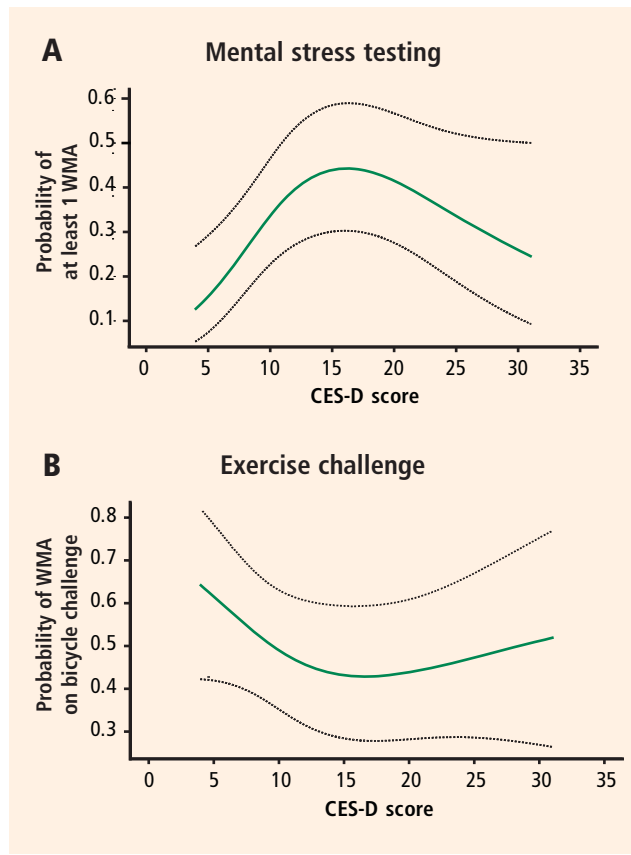 A
Mental stress testing
Probability of
at least 1 WMA
0.6
0.5
0.4
0.3
0.2
0.1
0 5 10 15 20 25 30 35
CES-D score
B
Exercise challenge
Probability of WMA
on bicycle challenge
0.8
0.7
0.6
0.5
0.4
0.3
0 5 10 15 20 25 30 35
CES-D score